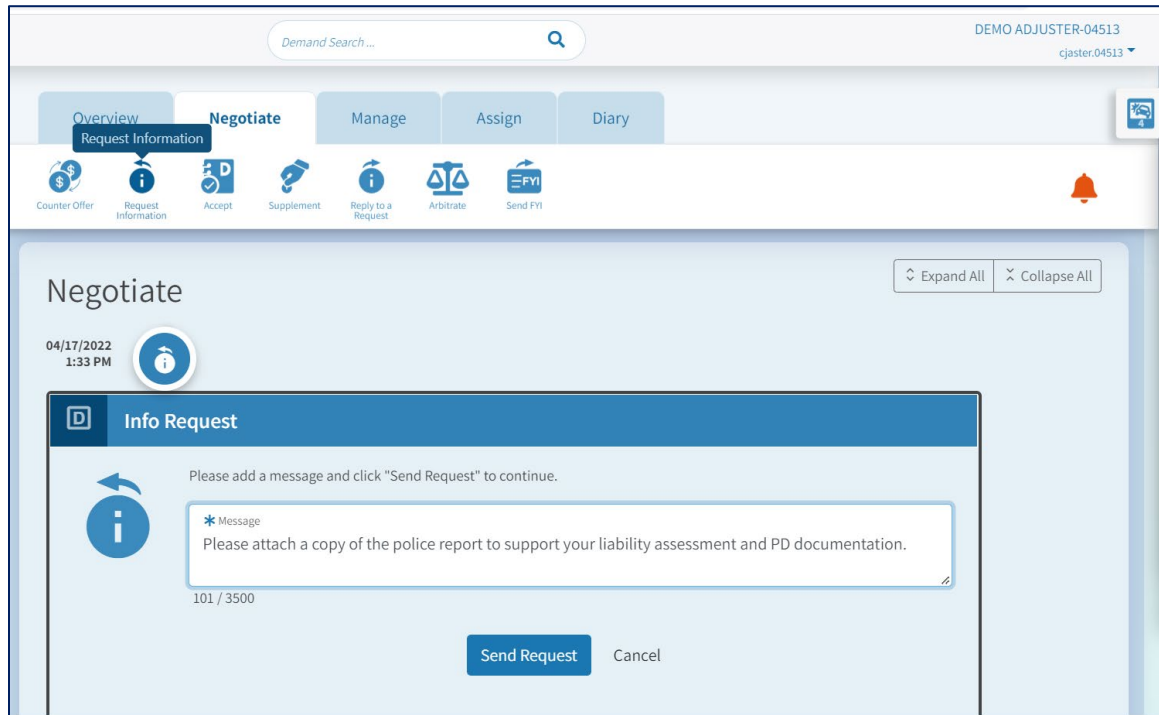 Demand Search ...
DEMO ADJUSTER-04513
cjaster.04513
Overview
Negotiate
Manage
Assign
Diary
4
Request Information
$
$
Counter Offer
i
Request
Information
D
Accept
Supplement
i
Reply to a
Request
Arbitrate
FYI
Send FYI
Negotiate
Expand All
Collapse All
04/17/2022
1:33 PM
i
D
Info Request
i
Please add a message and click "Send Request" to continue.
* Message
Please attach a copy of the police report to support your liability assessment and PD documentation.
101 / 3500
Send Request
Cancel